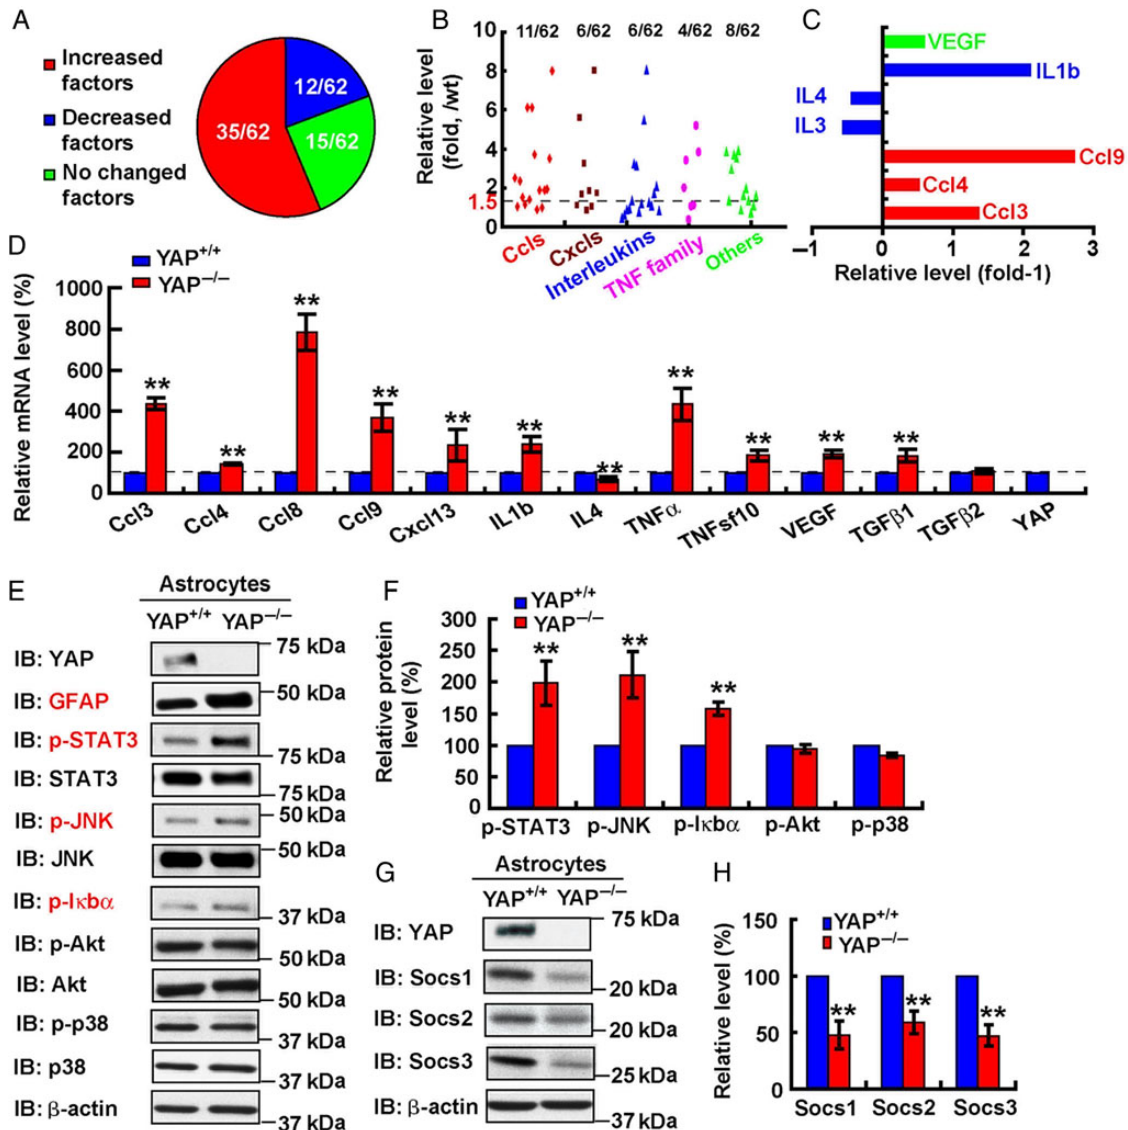 A
Increased
factors
Decreased
factors
No changed
factors
35/62
12/62
15/62
B
11/62 6/62 6/62 4/62 8/62
Relative level
(fold, /wt)
10
8
6
4
2
1.5
0
Ccls
Cxcls
Interleukins
TNF family
Others
C
VEGF
IL1b
IL4
IL3
Ccl9
Ccl4
Ccl3
−1 0 1 2 3
Relative level (fold-1)
D
YAP+/+
YAP−/−
Relative mRNA level (%)
1000
800
600
400
200
0
** ** ** ** ** ** ** ** ** ** **
Ccl3 Ccl4 Ccl8 Ccl9 Cxcl13 IL1b IL4 TNFα TNFsf10 VEGF TGFβ1 TGFβ2 YAP
E
Astrocytes
YAP+/+ YAP−/−
IB: YAP 75 kDa
IB: GFAP 50 kDa
IB: p-STAT3 75 kDa
IB: STAT3 75 kDa
IB: p-JNK 50 kDa
IB: JNK 50 kDa
IB: p-Iκbα 37 kDa
IB: p-Akt 50 kDa
IB: Akt 50 kDa
IB: p-p38 37 kDa
IB: p38 37 kDa
IB: β-actin 37 kDa
F
YAP+/+
YAP−/−
Relative protein
level (%)
300
250
200
150
100
50
0
** ** **
p-STAT3 p-JNK p-Iκbα p-Akt p-p38
G
Astrocytes
YAP+/+ YAP−/−
IB: YAP 75 kDa
IB: Socs1 20 kDa
IB: Socs2 20 kDa
IB: Socs3 25 kDa
IB: β-actin 37 kDa
H
YAP+/+
YAP−/−
Relative level (%)
150
100
50
0
** ** **
Socs1 Socs2 Socs3